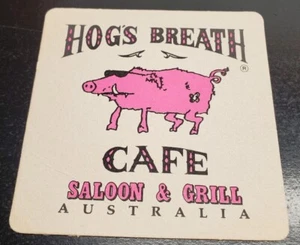 HOG'S BREATH
®
CAFE
SALOON & GRILL
AUSTRALIA